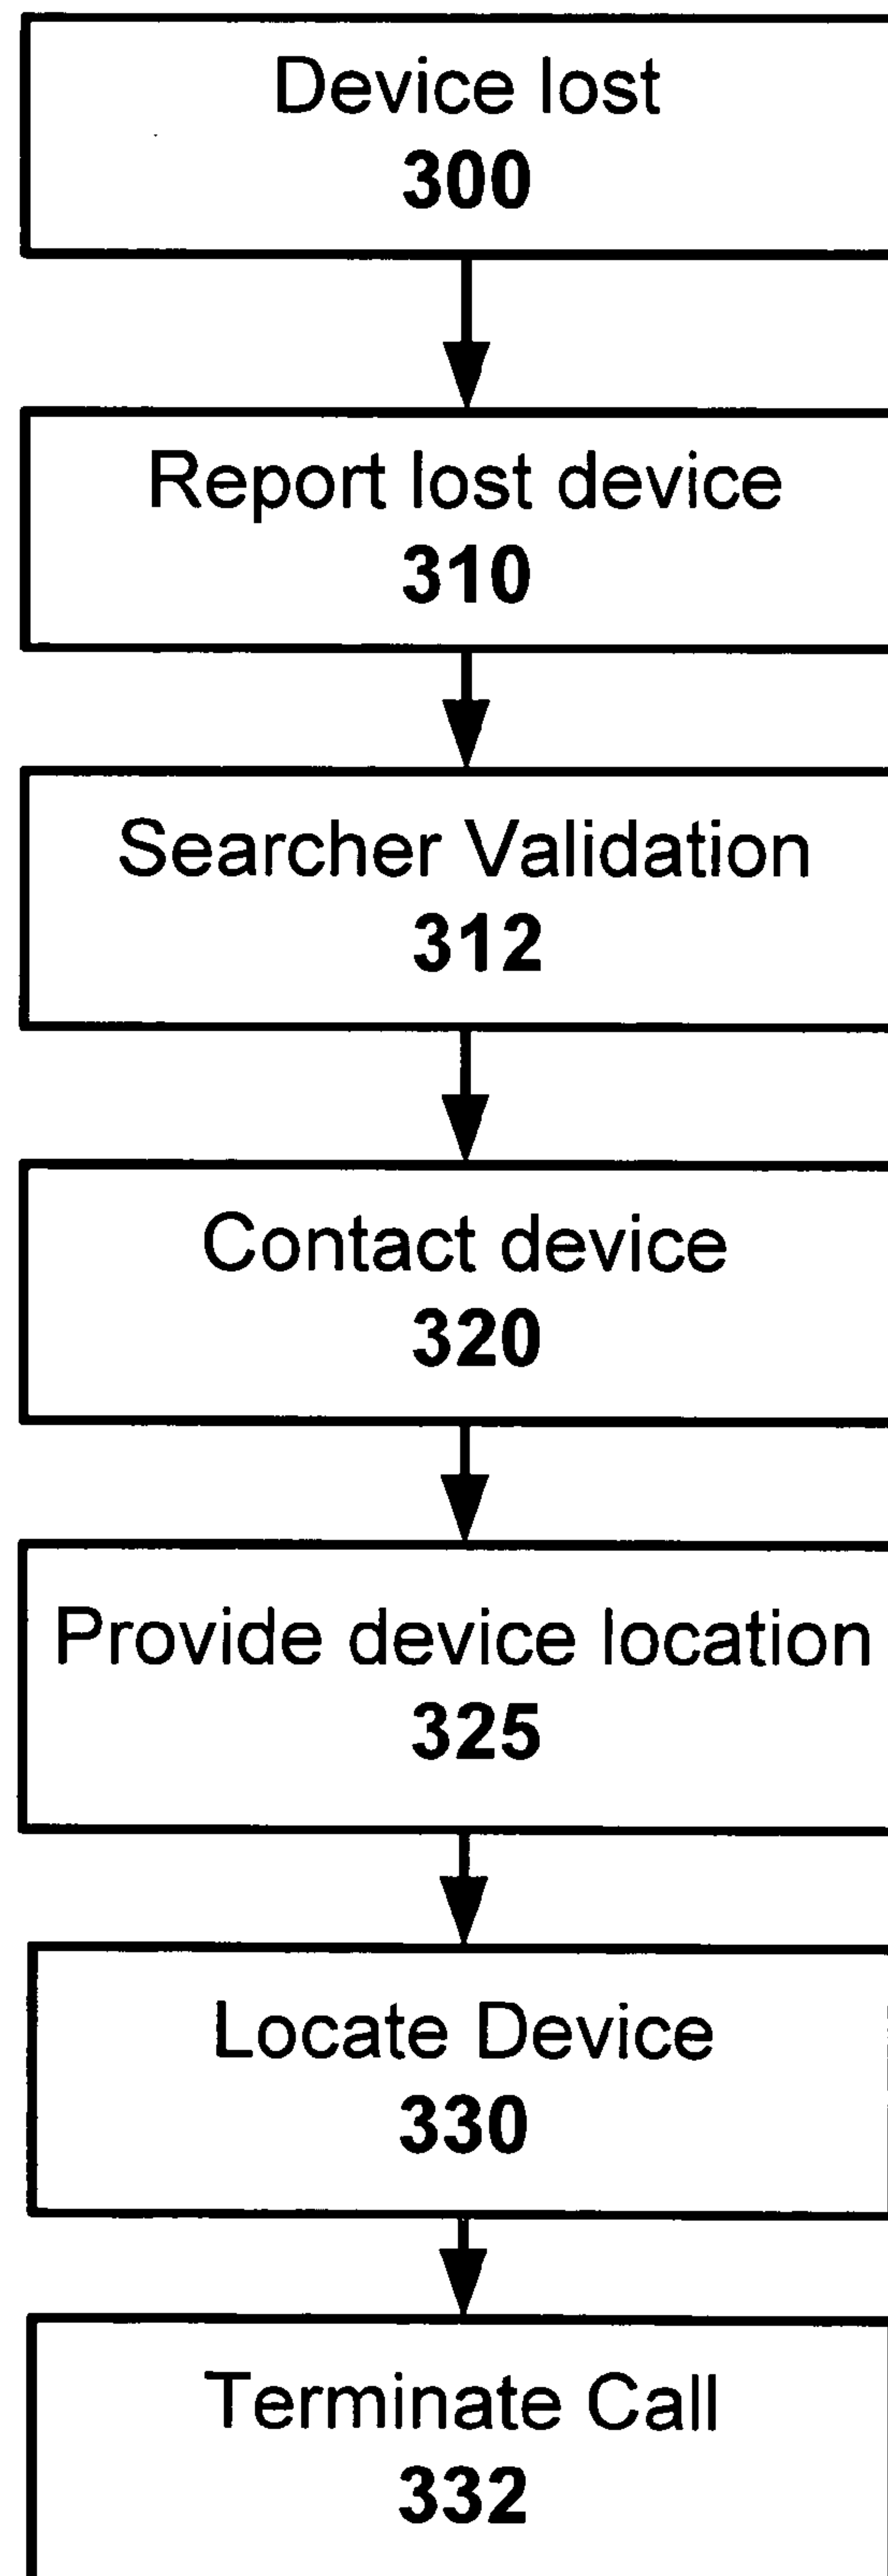 Device lost
300
Report lost device
310
Searcher Validation
312
Contact device
320
Provide device location
325
Locate Device
330
Terminate Call
332